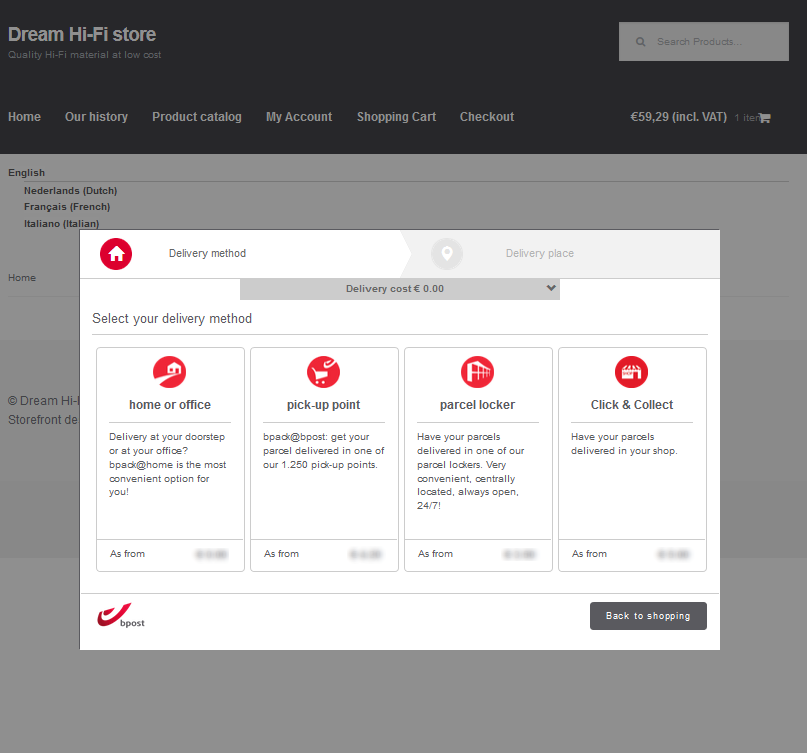 Dream Hi-Fi store
Quality Hi-Fi material at low cost
Search Products...
Home Our history Product catalog My Account Shopping Cart Checkout €59,29 (incl. VAT) 1 item
English
Nederlands (Dutch)
Français (French)
Italiano (Italian)
Home
Delivery method
Delivery place
Delivery cost € 0.00
Select your delivery method
home or office
Delivery at your doorstep
or at your office?
bpack@home is the most
convenient option for
you!
As from
pick-up point
bpack@bpost: get your
parcel delivered in one of
our 1.250 pick-up points.
As from
parcel locker
Have your parcels
delivered in one of our
parcel lockers. Very
convenient, centrally
located, always open,
24/7!
As from
Click & Collect
Have your parcels
delivered in your shop.
As from
© Dream Hi-
Storefront de
bpost
Back to shopping